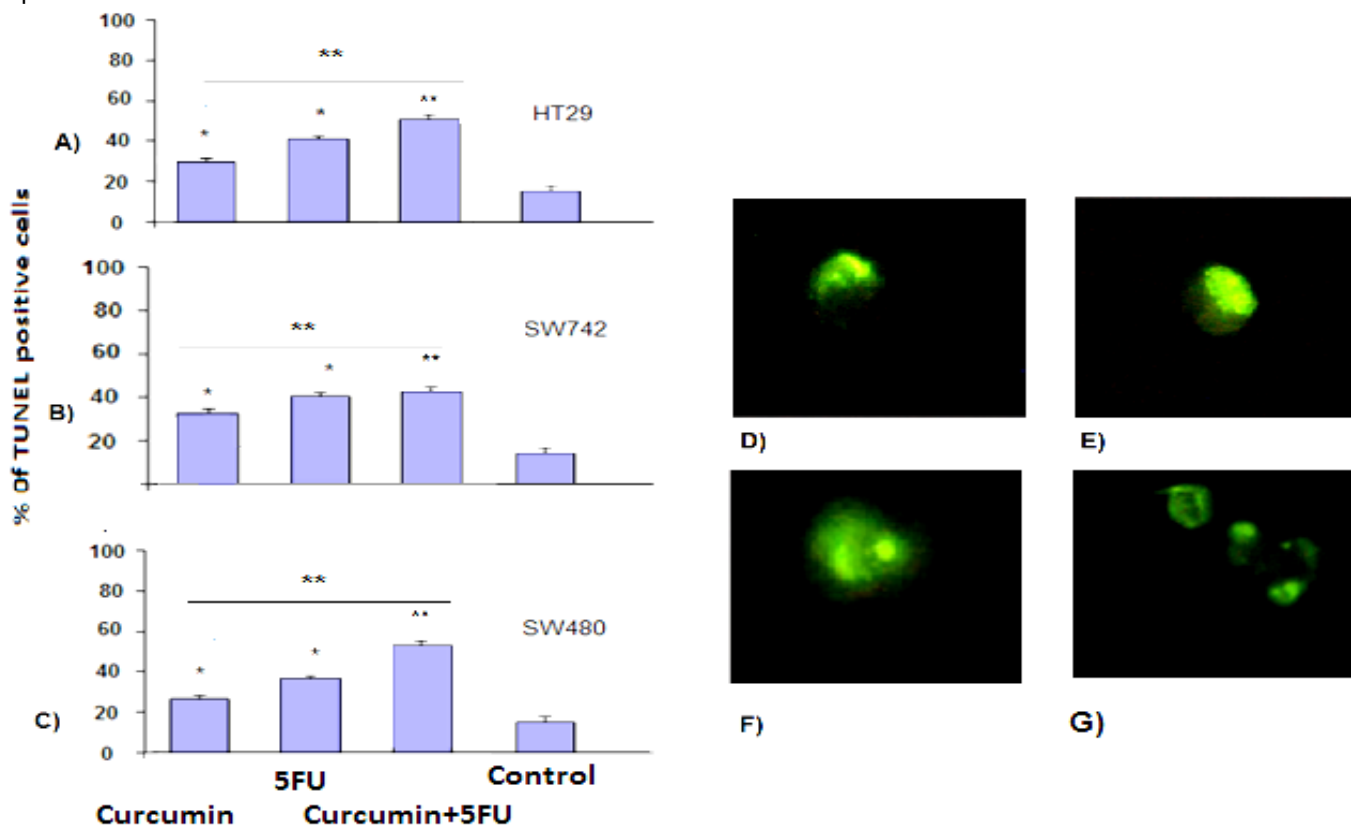 % Of TUNEL positive cells
A)
100
80
60
40
20
0
**
*
*
**
HT29
B)
100
80
60
40
20
**
*
*
**
SW742
C)
100
80
60
40
20
0
**
*
*
**
SW480
5FU
Control
Curcumin
Curcumin+5FU
D)
E)
F)
G)